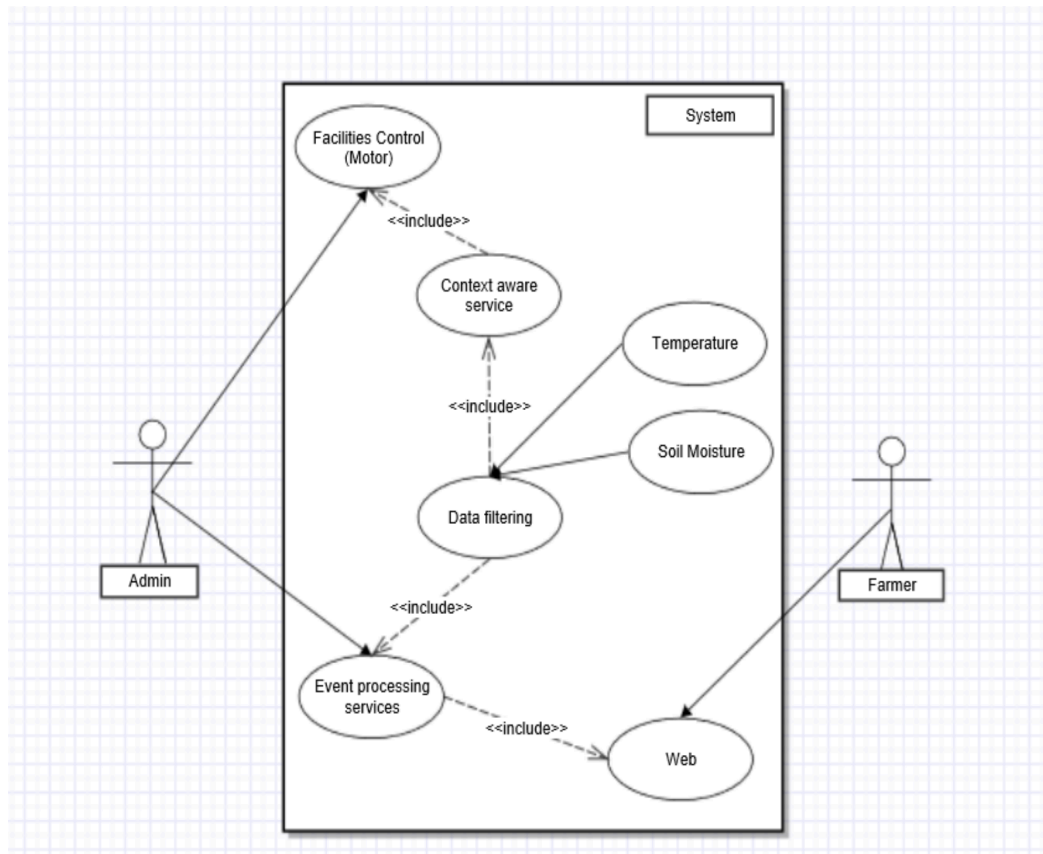 System
Facilities Control
(Motor)
<<include>>
Context aware
service
Temperature
<<include>>
Soil Moisture
Data filtering
Admin
Farmer
<<include>>
Event processing
services
<<include>>
Web